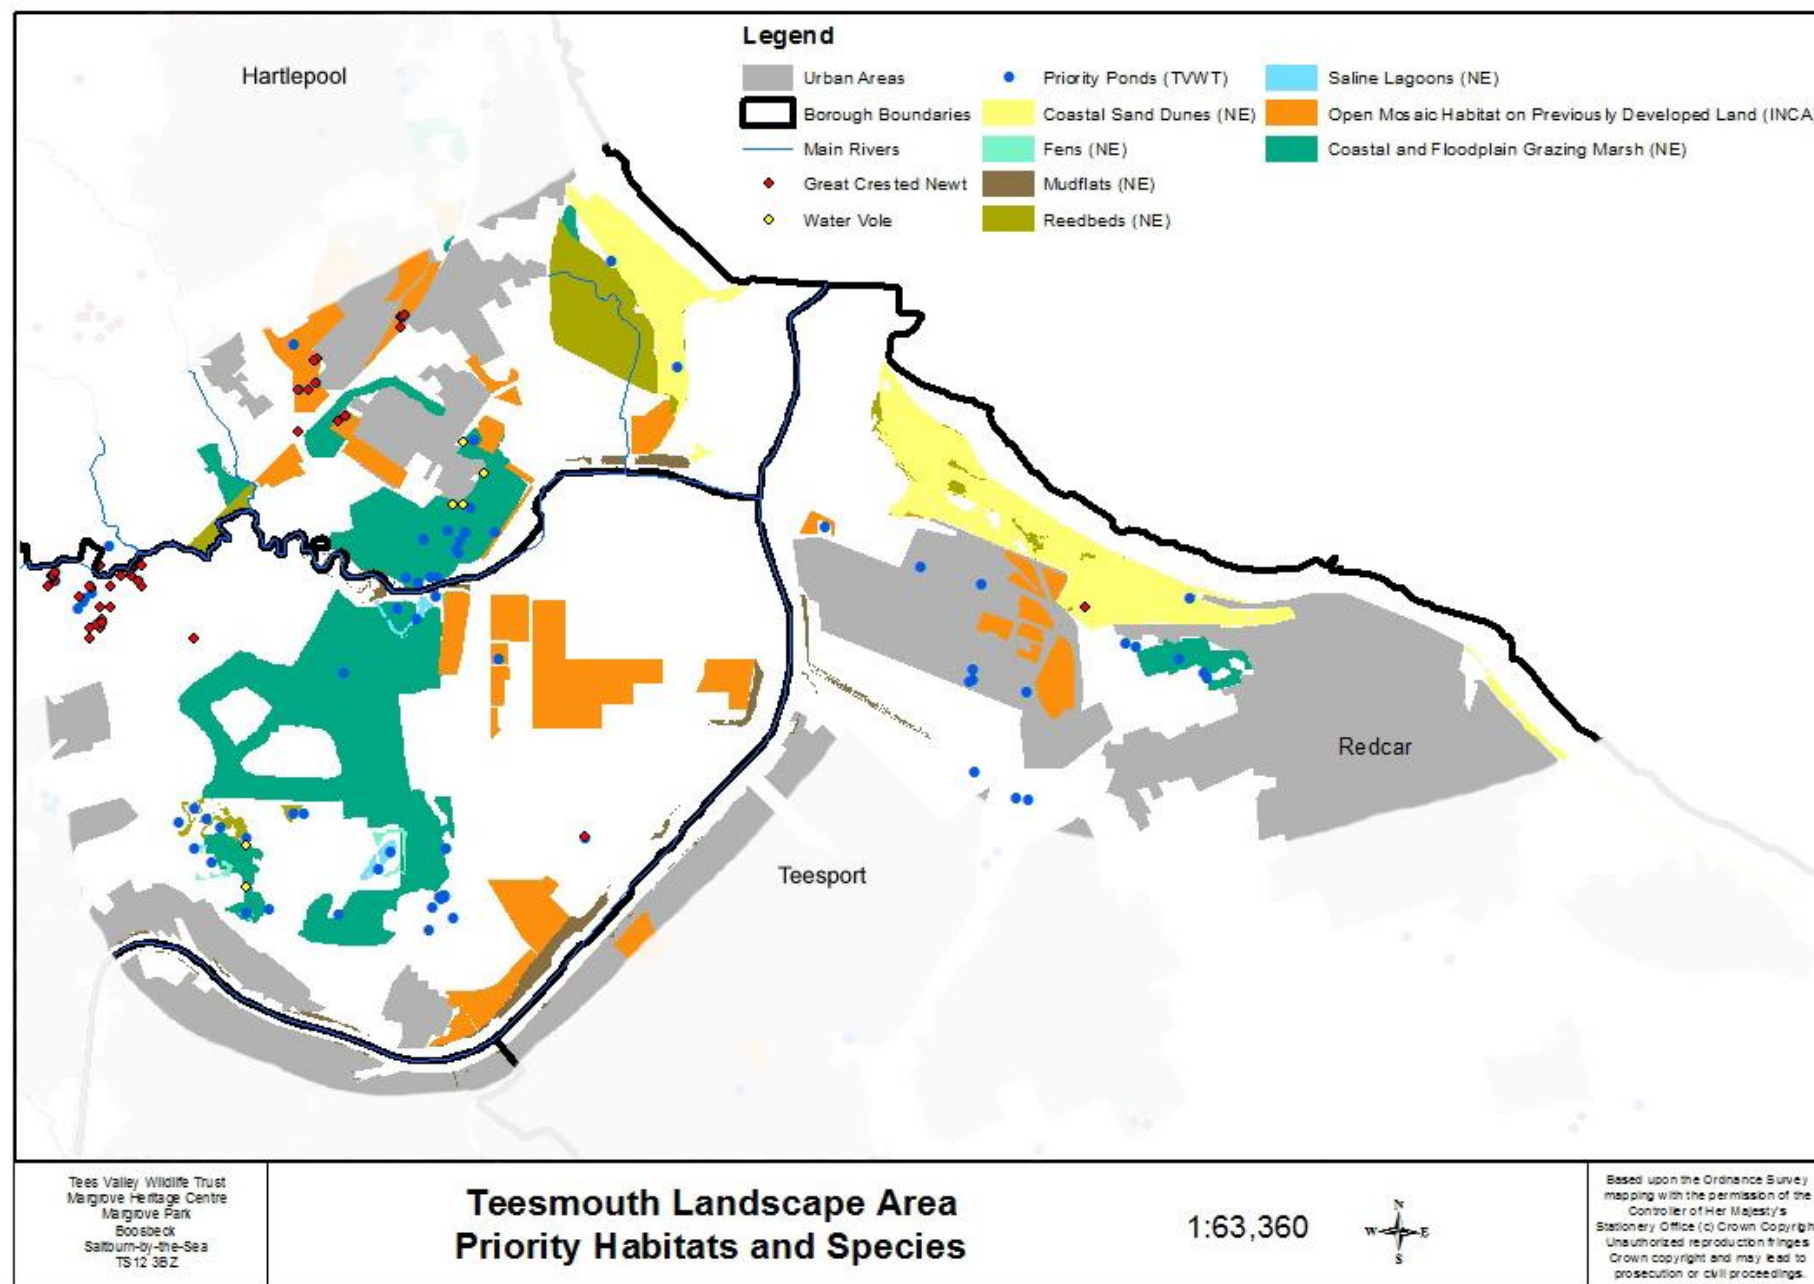 Legend
Urban Areas
Borough Boundaries
Main Rivers
Great Crested Newt
Water Vole
Priority Ponds (TVWT)
Coastal Sand Dunes (NE)
Fens (NE)
Mudflats (NE)
Reedbeds (NE)
Saline Lagoons (NE)
Open Mosaic Habitat on Previously Developed Land (INCA
Coastal and Floodplain Grazing Marsh (NE)
Hartlepool
Redcar
Teesport
Tees Valley Wildlife Trust
Margrove Heritage Centre
Margrove Park
Boosbeck
Saltburn-by-the-Sea
TS12 3BZ
Teesmouth Landscape Area
Priority Habitats and Species
1:63,360
N
W E
S
Based upon the Ordnance Survey
mapping with the permission of the
Controller of Her Majesty's
Stationery Office (c) Crown Copyrigh
Unauthorized reproduction fringes
Crown copyright and may lead to
prosecution or civil proceedings